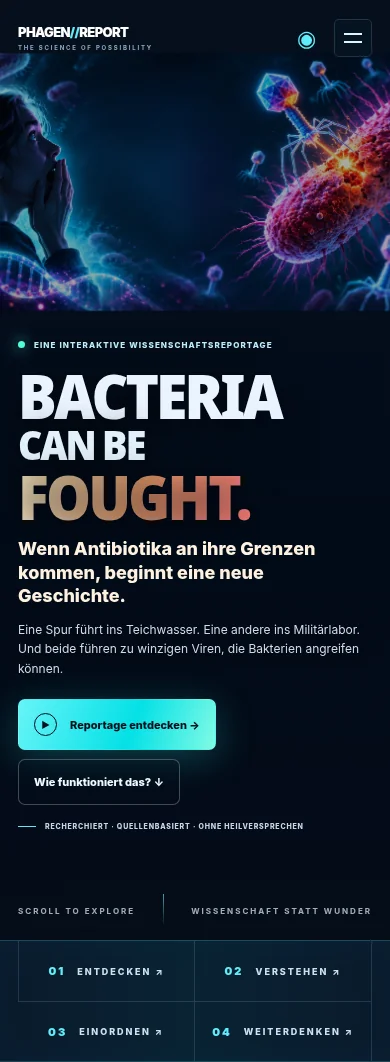 PHAGEN//REPORT
THE SCIENCE OF POSSIBILITY
EINE INTERAKTIVE WISSENSCHAFTSREPORTAGE
BACTERIA
CAN BE
FOUGHT.
Wenn Antibiotika an ihre Grenzen
kommen, beginnt eine neue
Geschichte.
Eine Spur führt ins Teichwasser. Eine andere ins Militärlabor.
Und beide führen zu winzigen Viren, die Bakterien angreifen
können.
Reportage entdecken →
Wie funktioniert das? ↓
RECHERCHIERT · QUELLENBASIERT · OHNE HEILVERSPRECHEN
SCROLL TO EXPLORE
WISSENSCHAFT STATT WUNDER
01 ENTDECKEN ↗
02 VERSTEHEN ↗
03 EINORDNEN ↗
04 WEITERDENKEN ↗